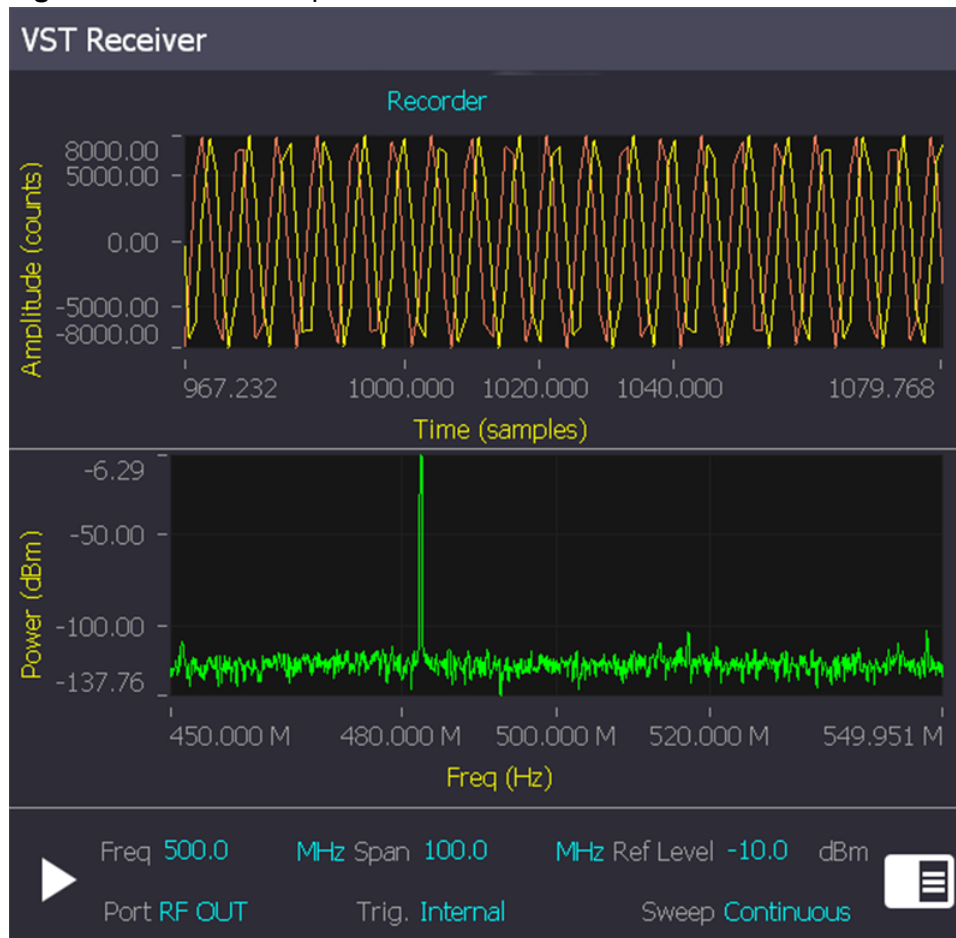 VST Receiver
Recorder
Amplitude (counts)
8000.00
5000.00
0.00
-5000.00
-8000.00
967.232 1000.000 1020.000 1040.000 1079.768
Time (samples)
Power (dBm)
-6.29
-50.00
-100.00
-137.76
450.000 M 480.000 M 500.000 M 520.000 M 549.951 M
Freq (Hz)
Freq 500.0 MHz Span 100.0 MHz Ref Level -10.0 dBm
Port RF OUT Trig. Internal Sweep Continuous